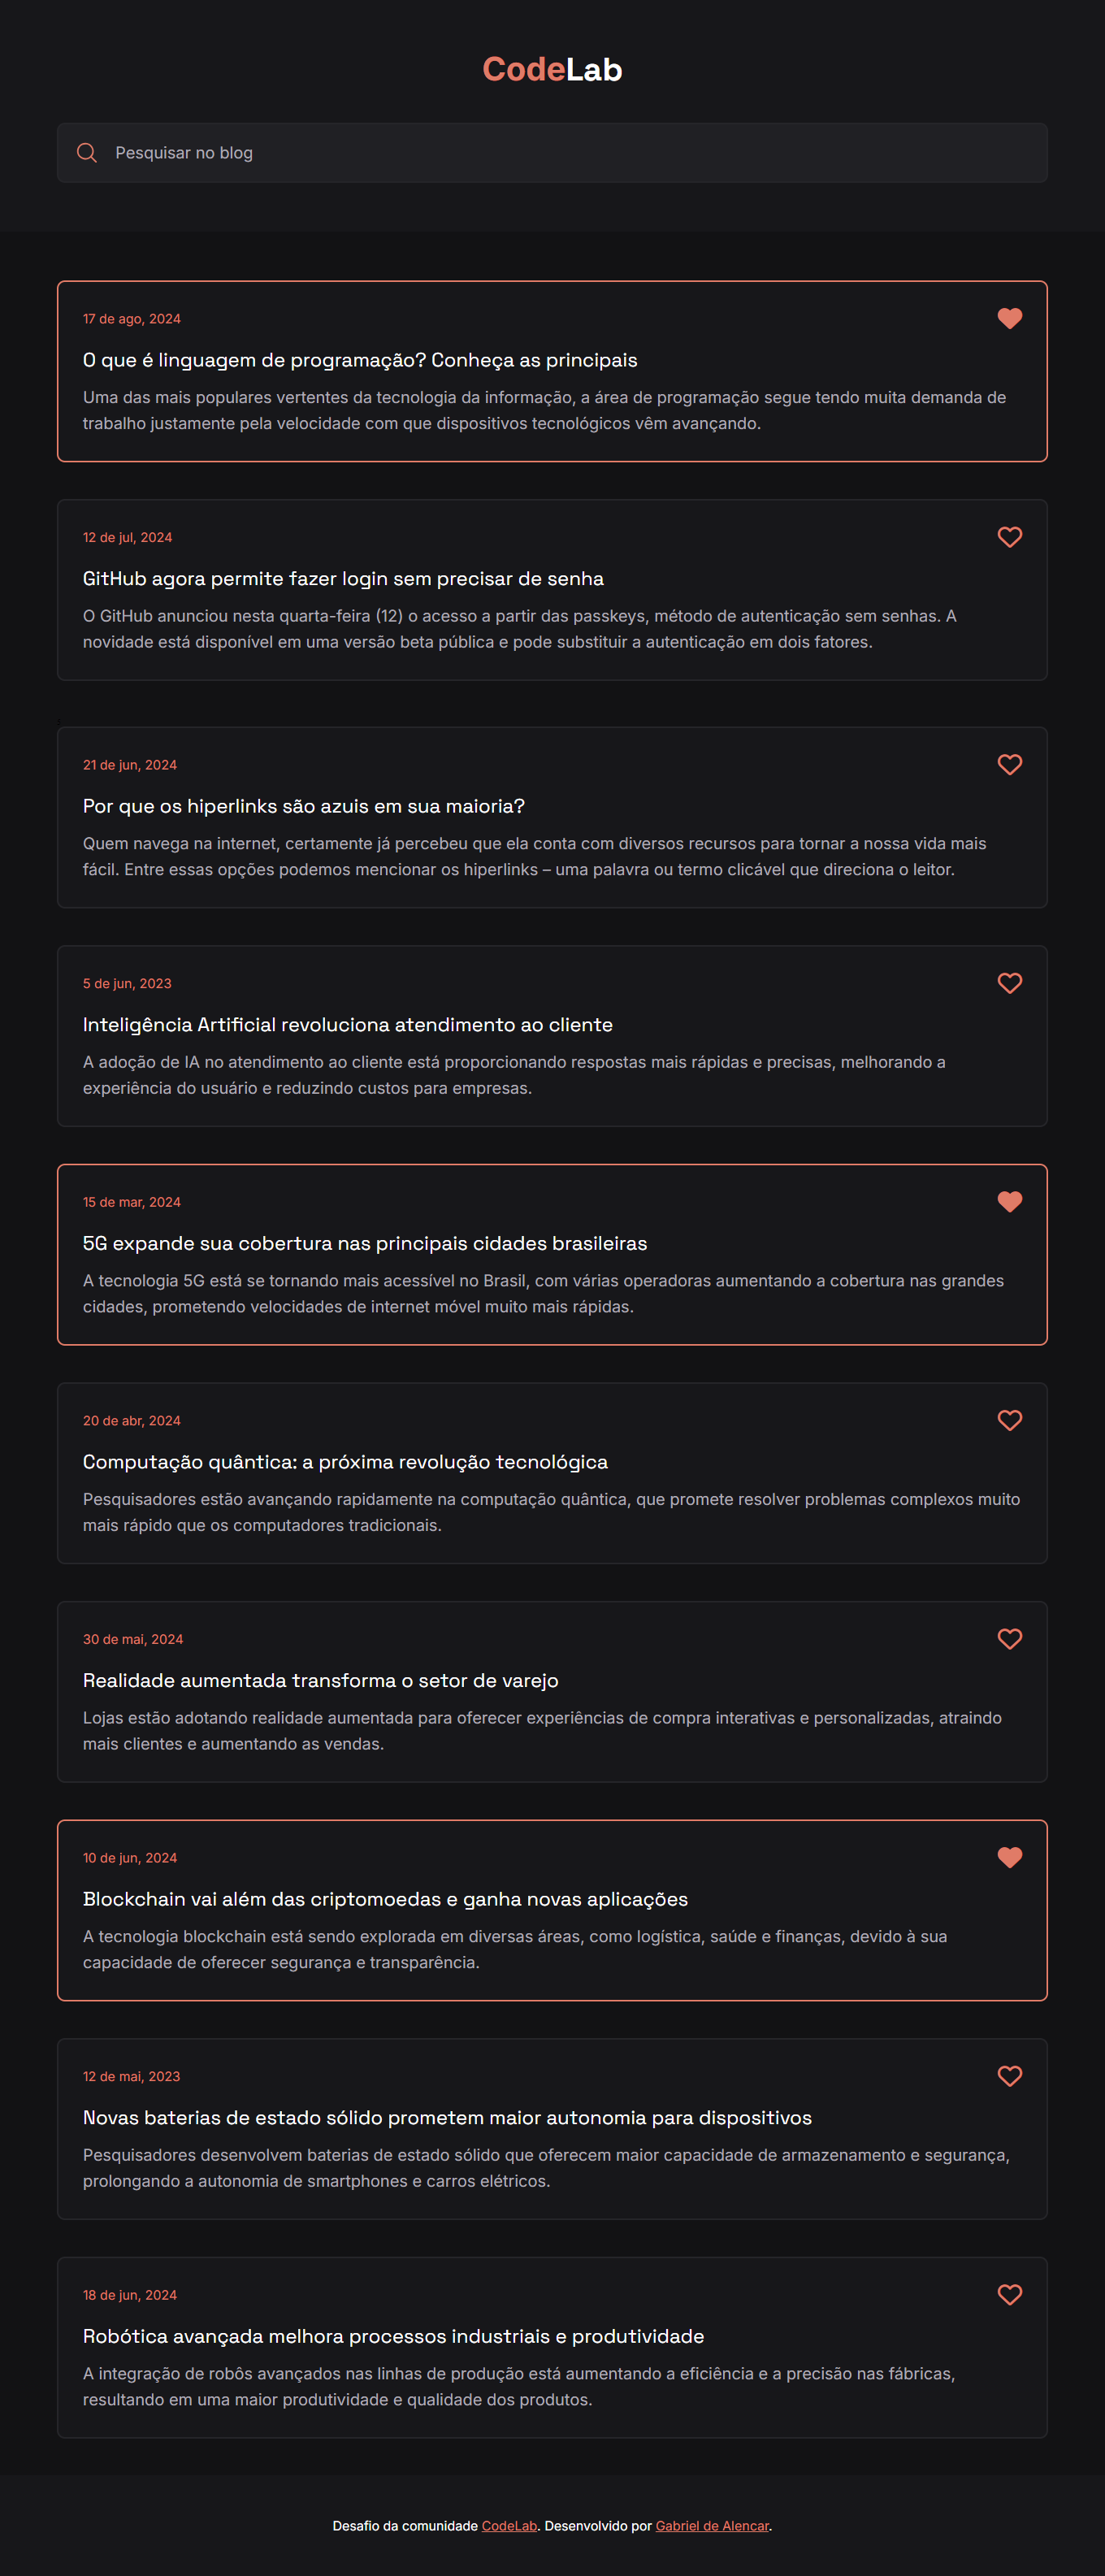 CodeLab
Pesquisar no blog
17 de ago, 2024
O que é linguagem de programação? Conheça as principais
Uma das mais populares vertentes da tecnologia da informação, a área de programação segue tendo muita demanda de
trabalho justamente pela velocidade com que dispositivos tecnológicos vêm avançando.
12 de jul, 2024
GitHub agora permite fazer login sem precisar de senha
O GitHub anunciou nesta quarta-feira (12) o acesso a partir das passkeys, método de autenticação sem senhas. A
novidade está disponível em uma versão beta pública e pode substituir a autenticação em dois fatores.
21 de jun, 2024
Por que os hiperlinks são azuis em sua maioria?
Quem navega na internet, certamente já percebeu que ela conta com diversos recursos para tornar a nossa vida mais
fácil. Entre essas opções podemos mencionar os hiperlinks – uma palavra ou termo clicável que direciona o leitor.
5 de jun, 2023
Inteligência Artificial revoluciona atendimento ao cliente
A adoção de IA no atendimento ao cliente está proporcionando respostas mais rápidas e precisas, melhorando a
experiência do usuário e reduzindo custos para empresas.
15 de mar, 2024
5G expande sua cobertura nas principais cidades brasileiras
A tecnologia 5G está se tornando mais acessível no Brasil, com várias operadoras aumentando a cobertura nas grandes
cidades, prometendo velocidades de internet móvel muito mais rápidas.
20 de abr, 2024
Computação quântica: a próxima revolução tecnológica
Pesquisadores estão avançando rapidamente na computação quântica, que promete resolver problemas complexos muito
mais rápido que os computadores tradicionais.
30 de mai, 2024
Realidade aumentada transforma o setor de varejo
Lojas estão adotando realidade aumentada para oferecer experiências de compra interativas e personalizadas, atraindo
mais clientes e aumentando as vendas.
10 de jun, 2024
Blockchain vai além das criptomoedas e ganha novas aplicações
A tecnologia blockchain está sendo explorada em diversas áreas, como logística, saúde e finanças, devido à sua
capacidade de oferecer segurança e transparência.
12 de mai, 2023
Novas baterias de estado sólido prometem maior autonomia para dispositivos
Pesquisadores desenvolvem baterias de estado sólido que oferecem maior capacidade de armazenamento e segurança,
prolongando a autonomia de smartphones e carros elétricos.
18 de jun, 2024
Robótica avançada melhora processos industriais e produtividade
A integração de robôs avançados nas linhas de produção está aumentando a eficiência e a precisão nas fábricas,
resultando em uma maior produtividade e qualidade dos produtos.
Desafio da comunidade CodeLab. Desenvolvido por Gabriel de Alencar.